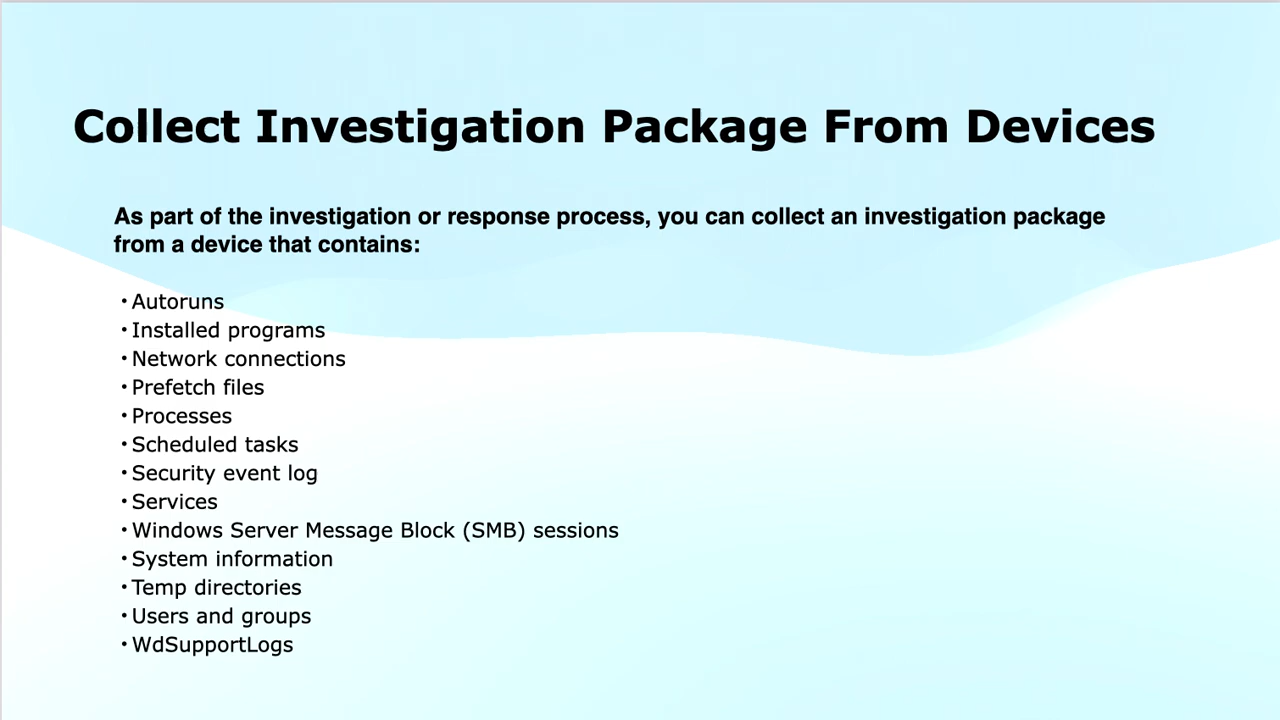 Collect Investigation Package From Devices
As part of the investigation or response process, you can collect an investigation package
from a device that contains:
• Autoruns
• Installed programs
• Network connections
• Prefetch files
• Processes
• Scheduled tasks
• Security event log
• Services
• Windows Server Message Block (SMB) sessions
• System information
• Temp directories
• Users and groups
• WdSupportLogs